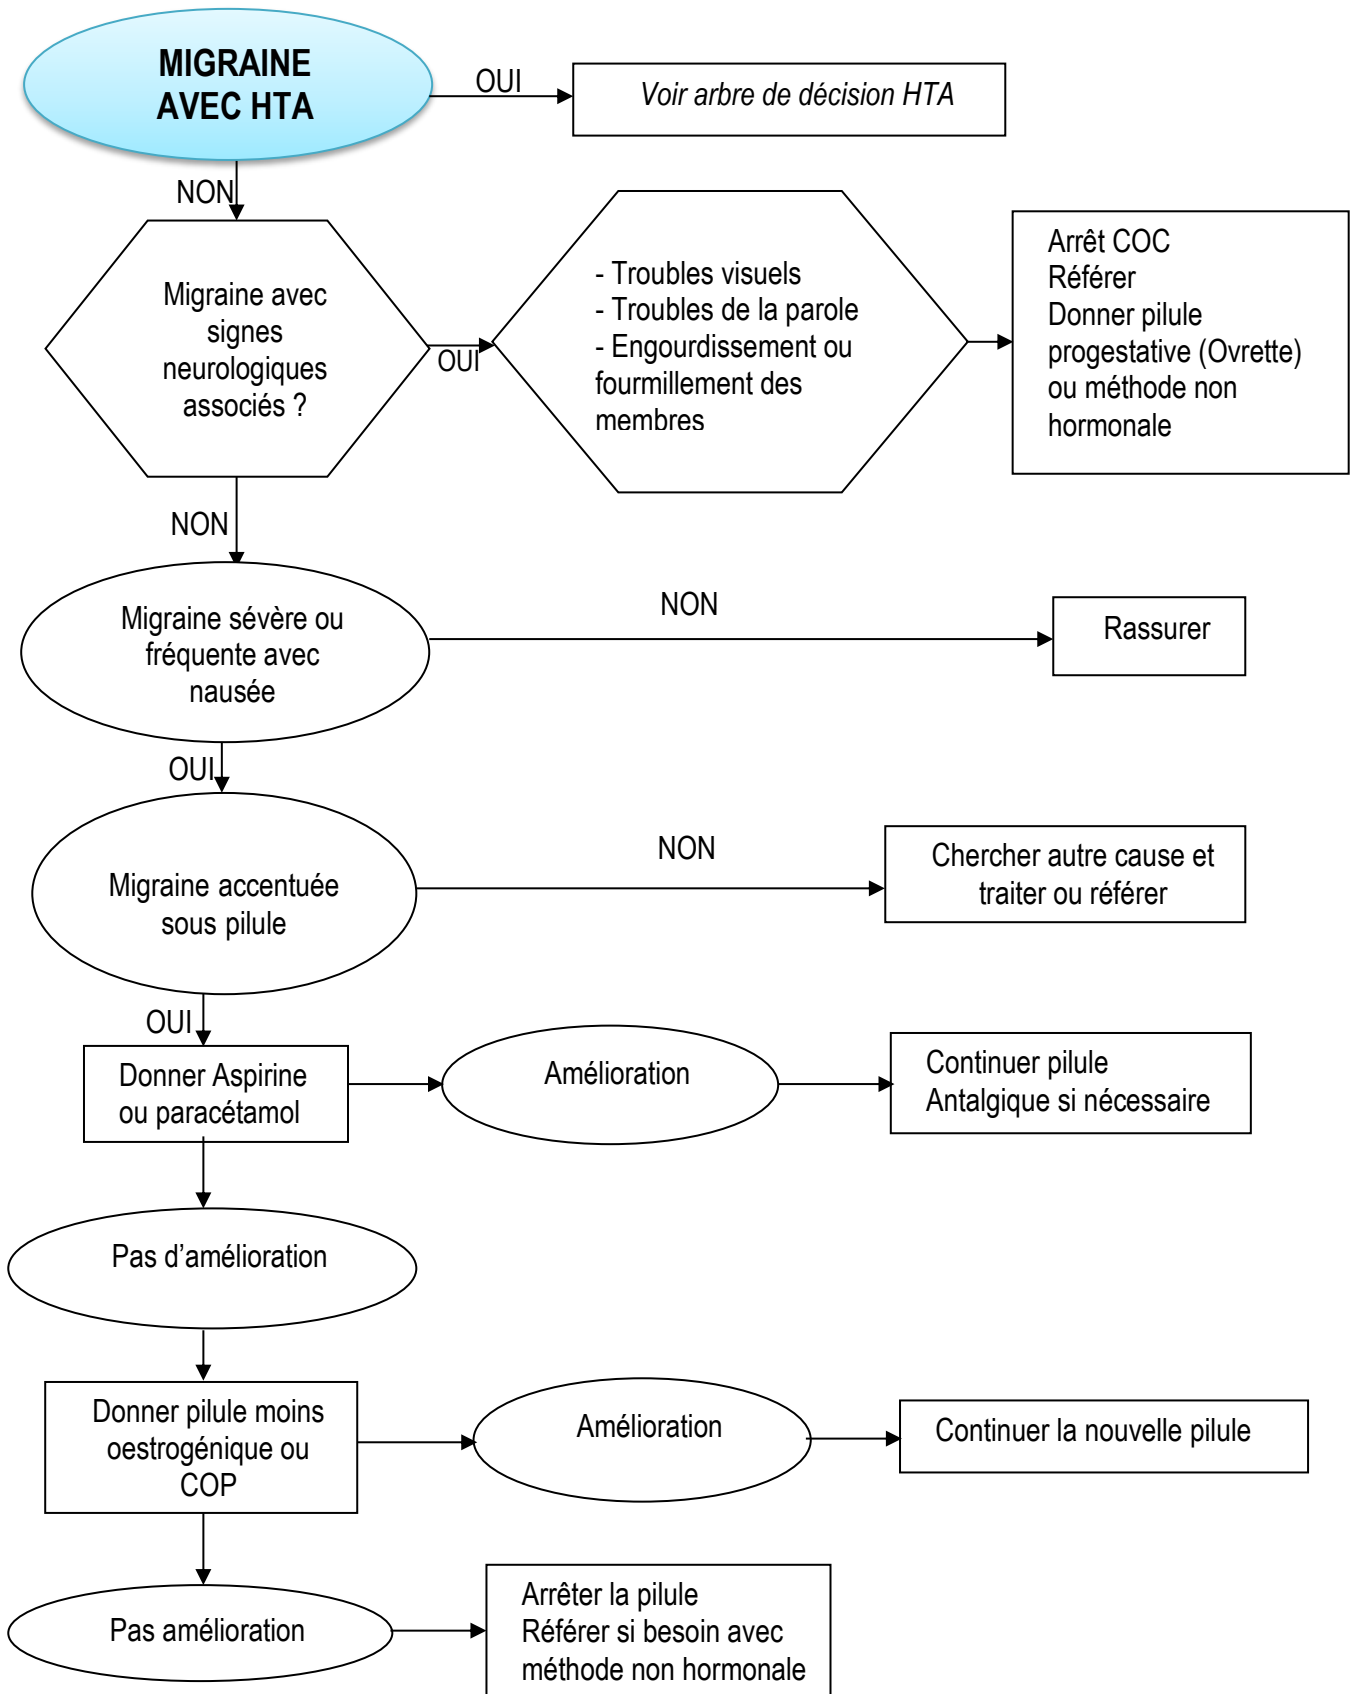 MIGRAINE
AVEC HTA
OUI
Voir arbre de décision HTA
NON
Migraine avec
signes
neurologiques
associés ?
OUI
- Troubles visuels
- Troubles de la parole
- Engourdissement ou
fourmillement des
membres
Arrêt COC
Référer
Donner pilule
progestative (Ovrette)
ou méthode non
hormonale
NON
Migraine sévère ou
fréquente avec
nausée
NON
Rassurer
OUI
Migraine accentuée
sous pilule
NON
Chercher autre cause et
traiter ou référer
OUI
Donner Aspirine
ou paracétamol
Amélioration
Continuer pilule
Antalgique si nécessaire
Pas d’amélioration
Donner pilule moins
oestrogénique ou
COP
Amélioration
Continuer la nouvelle pilule
Pas amélioration
Arrêter la pilule
Référer si besoin avec
méthode non hormonale